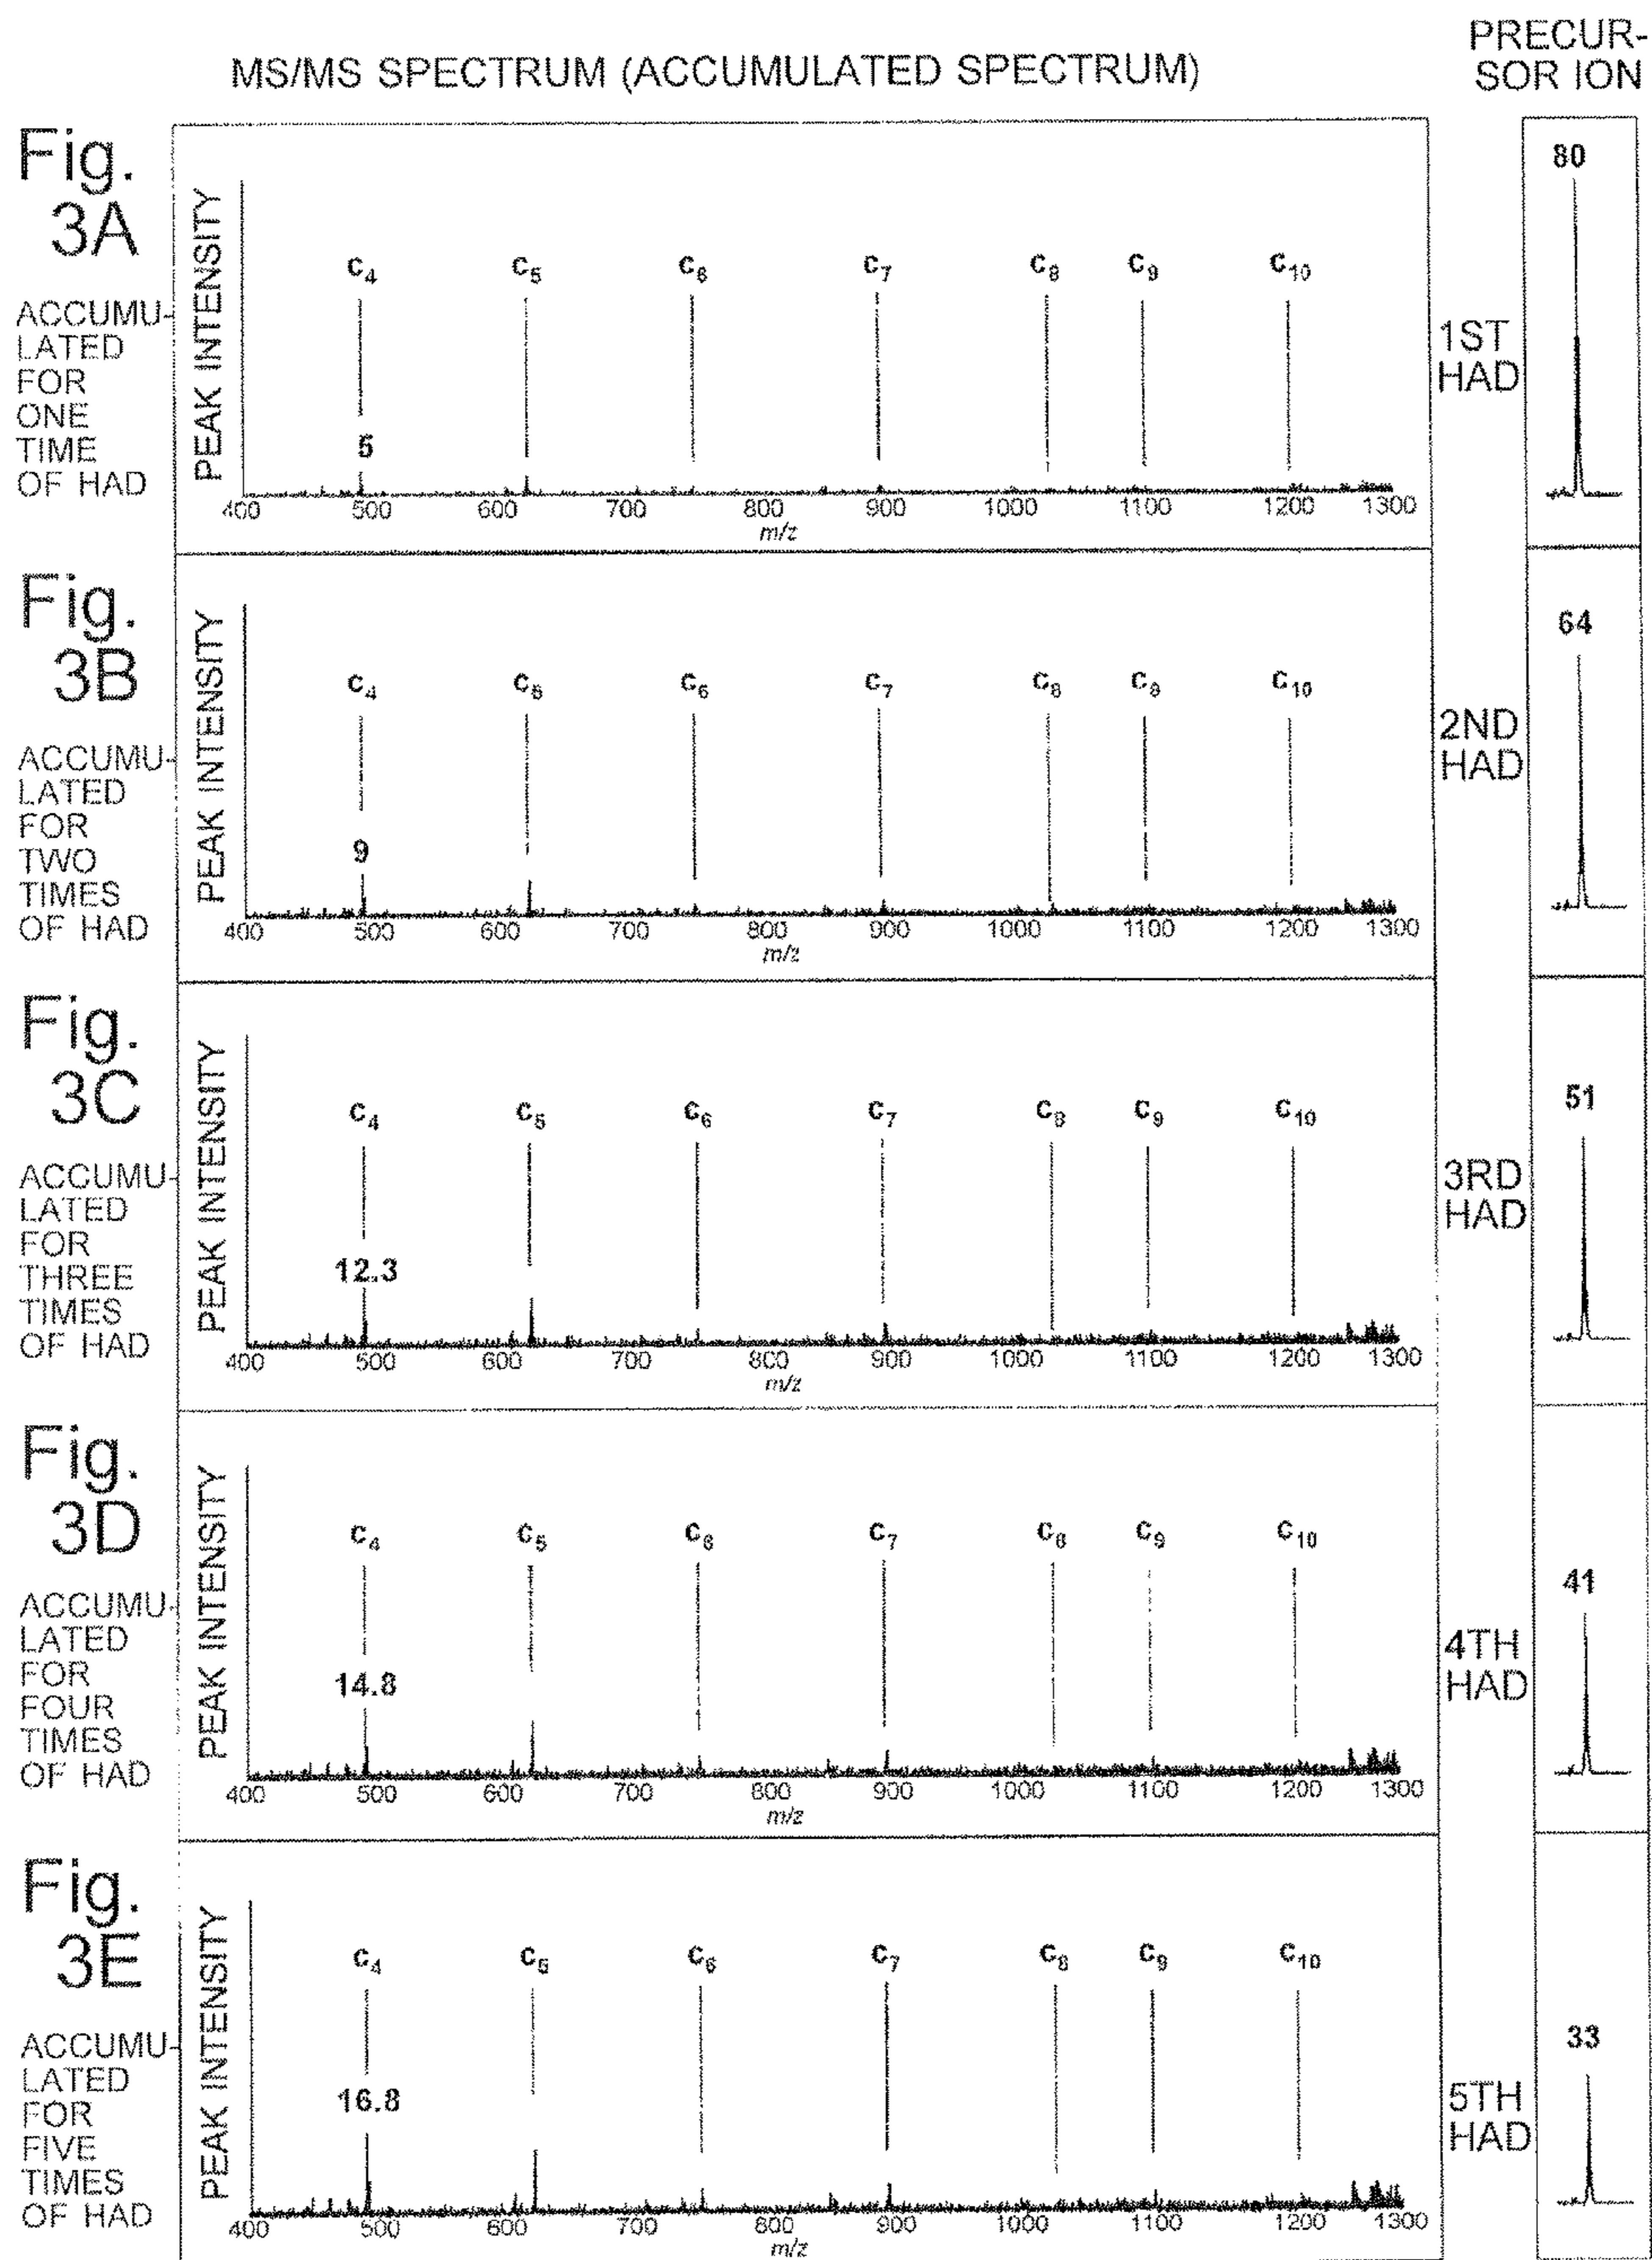 MS/MS SPECTRUM (ACCUMULATED SPECTRUM)
PRECUR-
SOR ION
Fig.
3A
ACCUMU-
LATED
FOR
ONE
TIME
OF HAD
PEAK INTENSITY
c4 c5 c6 c7 c8 c9 c10
5
400 500 600 700 800 900 1000 1100 1200 1300
m/z
1ST
HAD
80
Fig.
3B
ACCUMU-
LATED
FOR
TWO
TIMES
OF HAD
PEAK INTENSITY
c4 c5 c6 c7 c8 c9 c10
9
400 500 600 700 800 900 1000 1100 1200 1300
m/z
2ND
HAD
64
Fig.
3C
ACCUMU-
LATED
FOR
THREE
TIMES
OF HAD
PEAK INTENSITY
c4 c5 c6 c7 c8 c9 c10
12.3
400 500 600 700 800 900 1000 1100 1200 1300
m/z
3RD
HAD
51
Fig.
3D
ACCUMU-
LATED
FOR
FOUR
TIMES
OF HAD
PEAK INTENSITY
c4 c5 c6 c7 c8 c9 c10
14.8
400 500 600 700 800 900 1000 1100 1200 1300
m/z
4TH
HAD
41
Fig.
3E
ACCUMU-
LATED
FOR
FIVE
TIMES
OF HAD
PEAK INTENSITY
c4 c5 c6 c7 c8 c9 c10
16.8
400 500 600 700 800 900 1000 1100 1200 1300
m/z
5TH
HAD
33